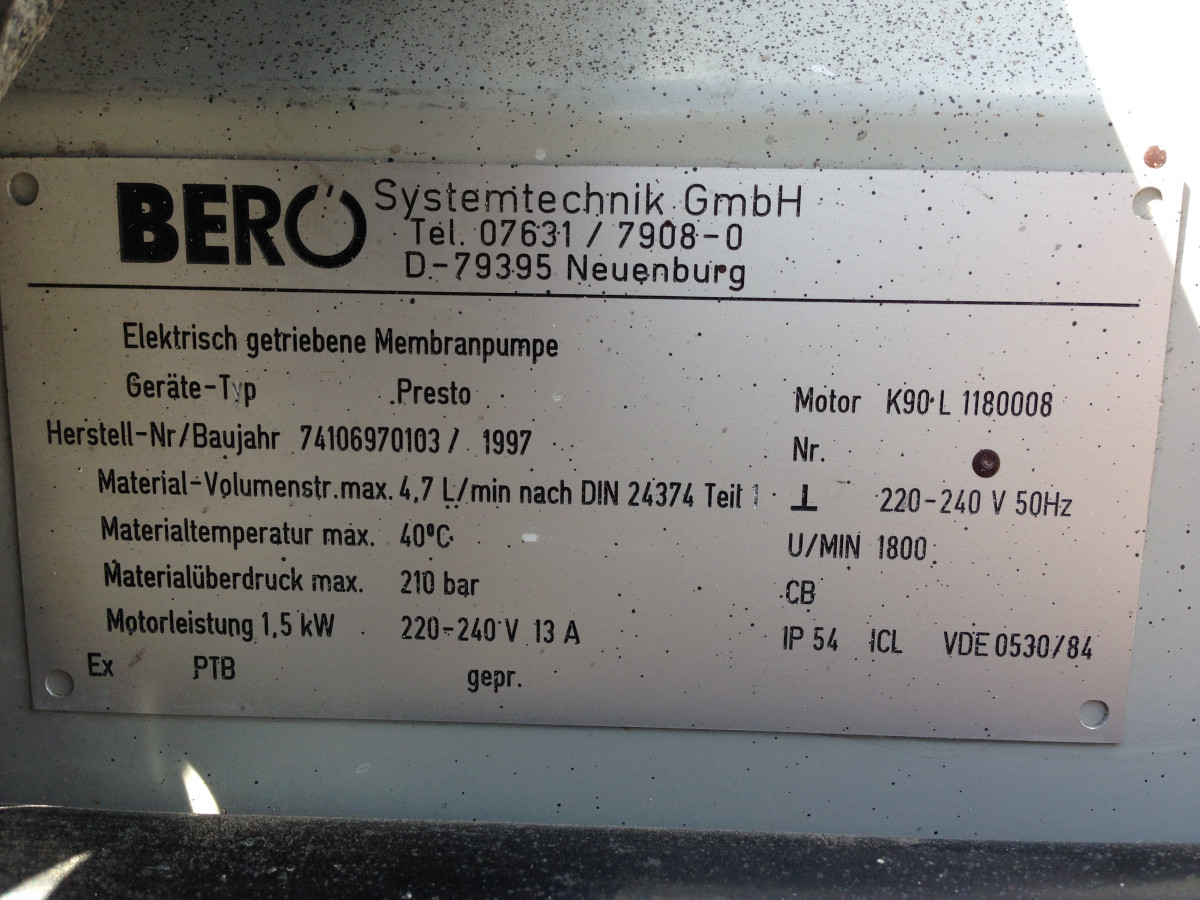 BERÖ Systemtechnik GmbH
Tel. 07631 / 7908-0
D-79395 Neuenburg
Elektrisch getriebene Membranpumpe
Geräte-Typ Presto
Herstell-Nr/Baujahr 74106970103 / 1997
Material-Volumenstr.max. 4,7 L/min nach DIN 24374 Teil 1
Materialtemperatur max. 40°C
Materialüberdruck max. 210 bar
Motorleistung 1,5 kW 220-240 V 13 A
Ex PTB gepr.
Motor K90 L 1180008
Nr.
⊥ 220-240 V 50Hz
U/MIN 1800
CB
IP 54 ICL VDE 0530/84